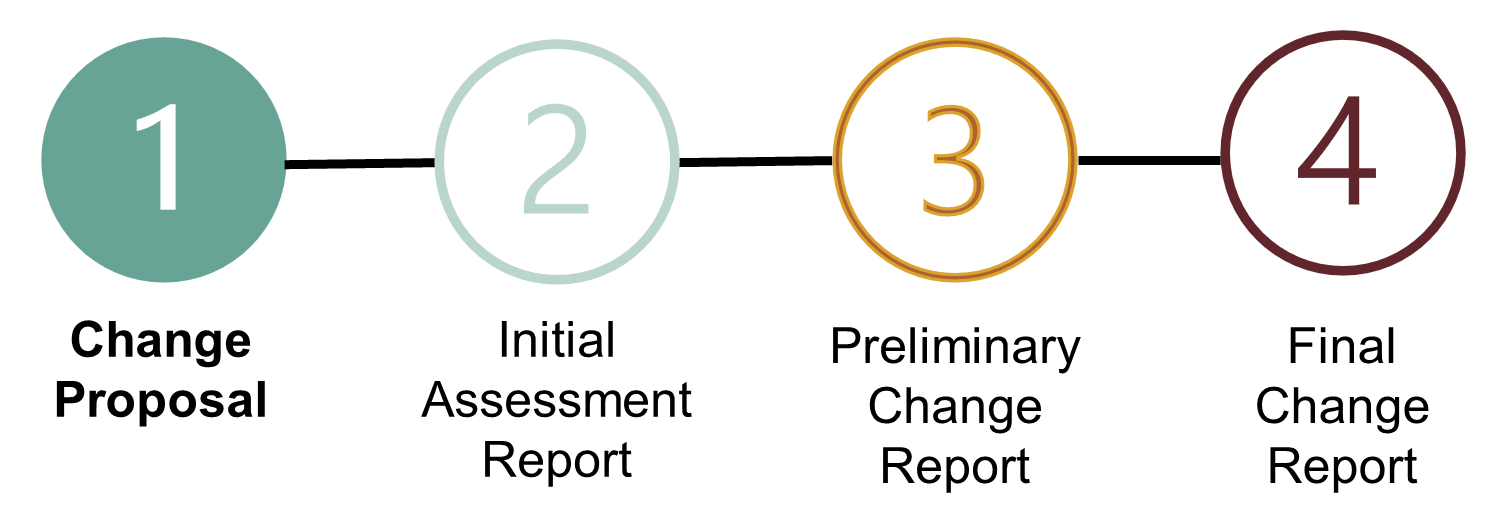 1
2
3
4
Change
Proposal
Initial
Assessment
Report
Preliminary
Change
Report
Final
Change
Report